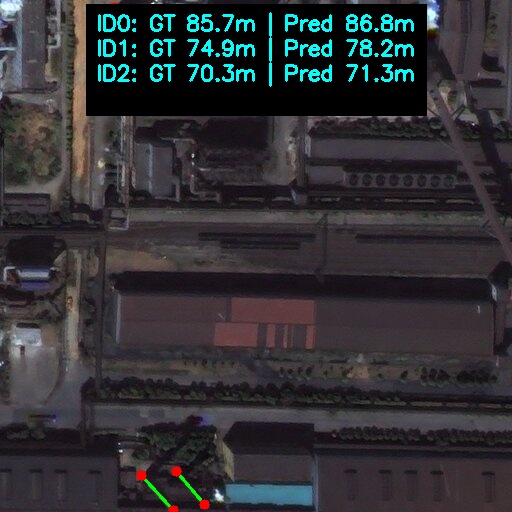 ID0: GT 85.7m | Pred 86.8m
ID1: GT 74.9m | Pred 78.2m
ID2: GT 70.3m | Pred 71.3m